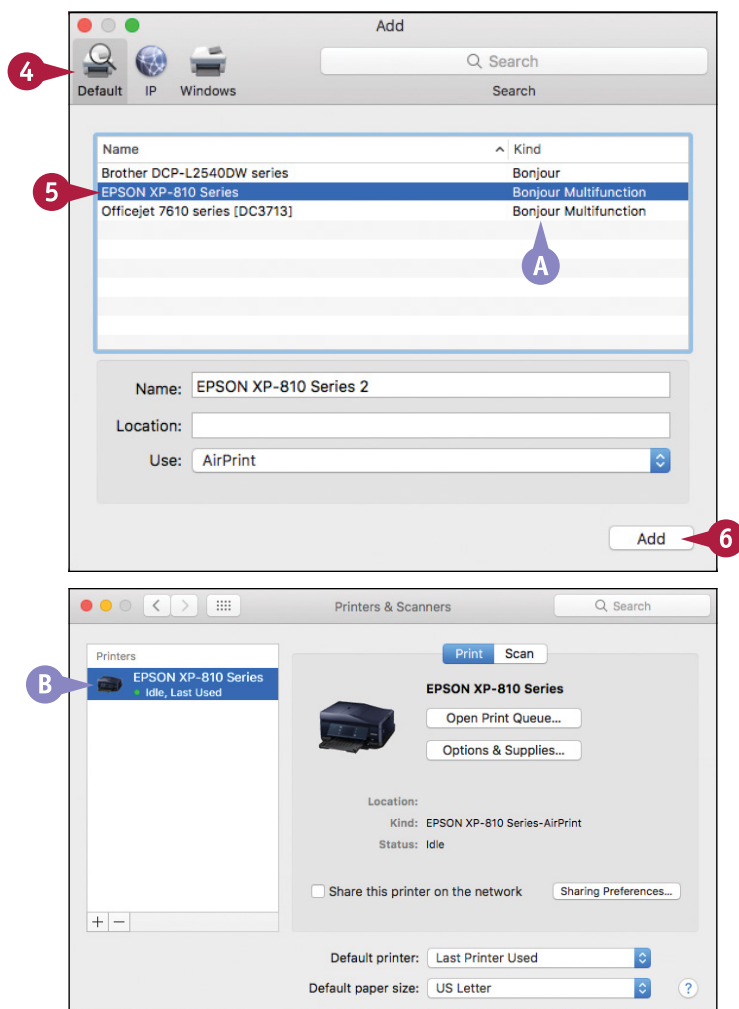 Add
4
Default IP Windows
Search
Search
Name Kind
Brother DCP-L2540DW series Bonjour
5
EPSON XP-810 Series Bonjour Multifunction
Officejet 7610 series [DC3713] Bonjour Multifunction
A
Name: EPSON XP-810 Series 2
Location:
Use: AirPrint
Add
6
Printers & Scanners
Search
Printers
Print Scan
B
EPSON XP-810 Series
Idle, Last Used
EPSON XP-810 Series
Open Print Queue...
Options & Supplies...
Location:
Kind: EPSON XP-810 Series-AirPrint
Status: Idle
Share this printer on the network
Sharing Preferences...
+ −
Default printer: Last Printer Used
Default paper size: US Letter
?